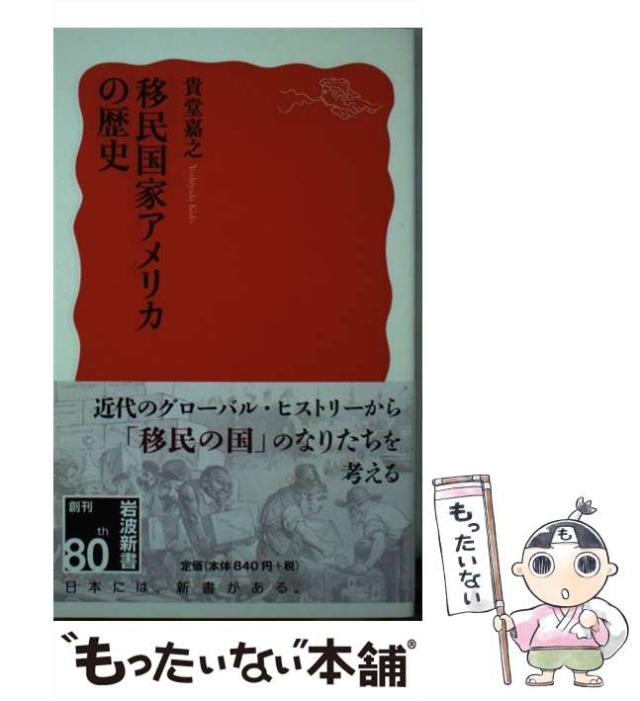 移民国家アメリカ
の歴史
貴堂嘉之
Yoshiyuki Kido
近代のグローバル・ヒストリーから
「移民の国」のなりたちを
考える
創刊
80th
岩波新書
定価(本体840円+税)
日本には、新書がある。
も
もったいない
“もったいない”本舗®